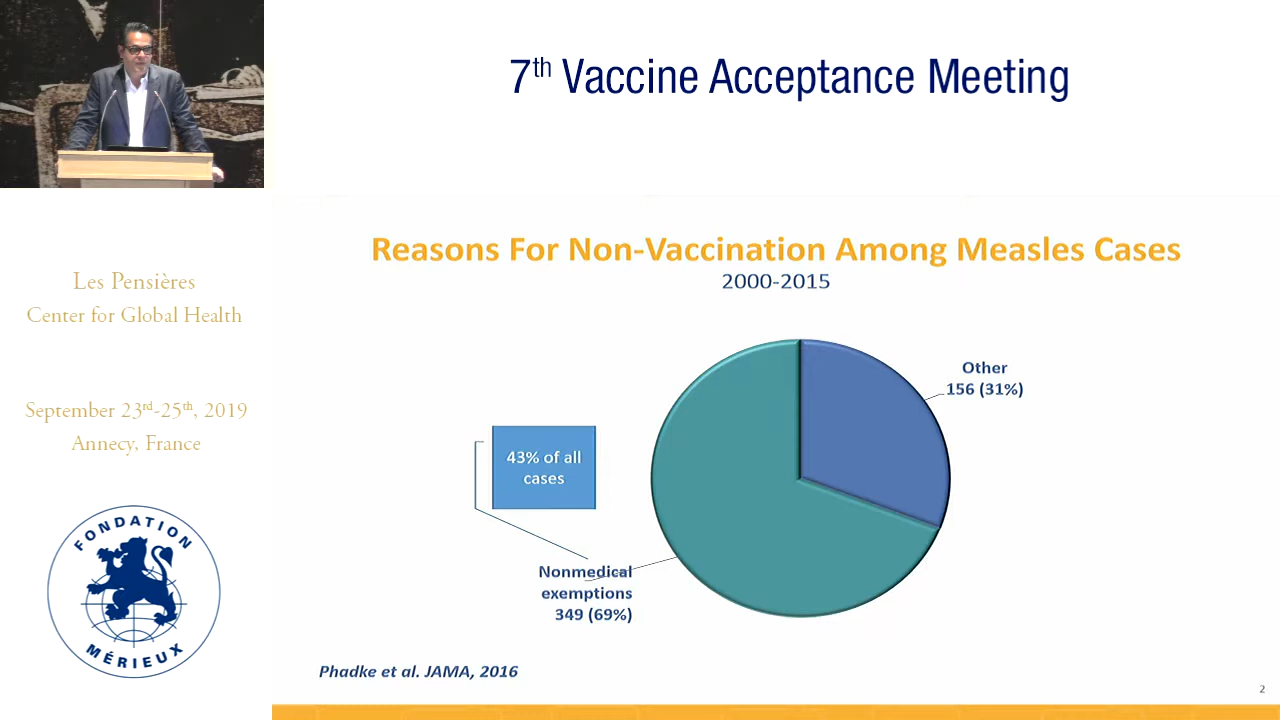 7th Vaccine Acceptance Meeting
Les Pensières
Center for Global Health
September 23rd-25th, 2019
Annecy, France
FONDATION
MÉRIEUX
Reasons For Non-Vaccination Among Measles Cases
2000-2015
Other
156 (31%)
43% of all
cases
Nonmedical
exemptions
349 (69%)
Phadke et al. JAMA, 2016
2